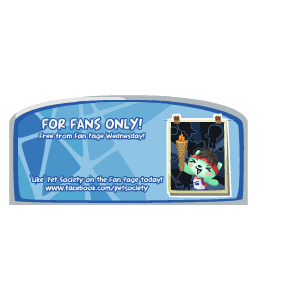 FOR FANS ONLY!
Free from Fan Page Wednesday!
Like Pet Society on the fan page today!
www.facebook.com/petsociety